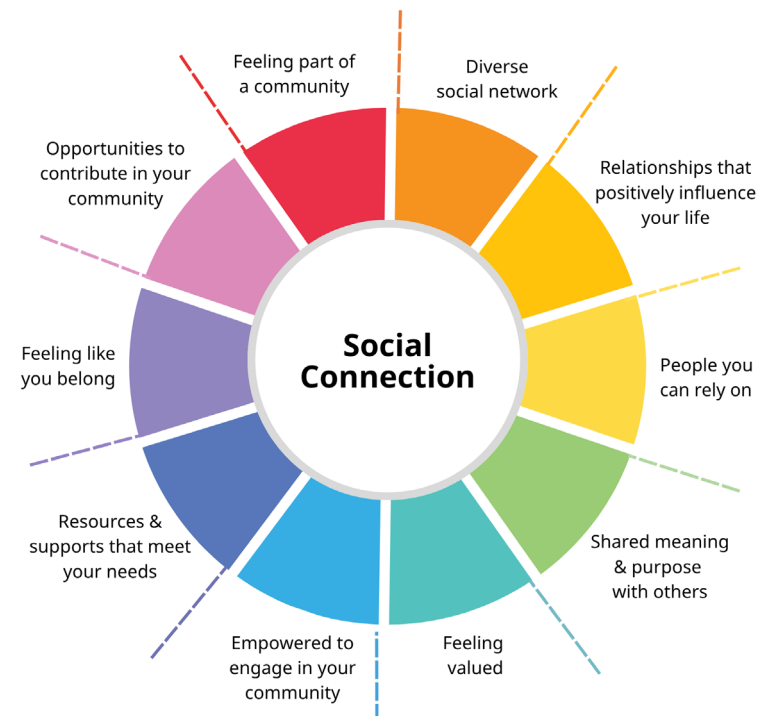 Feeling part of
a community
Diverse
social network
Relationships that
positively influence
your life
People you
can rely on
Shared meaning
& purpose
with others
Feeling
valued
Empowered to
engage in your
community
Resources &
supports that meet
your needs
Feeling like
you belong
Opportunities to
contribute in your
community
Social
Connection